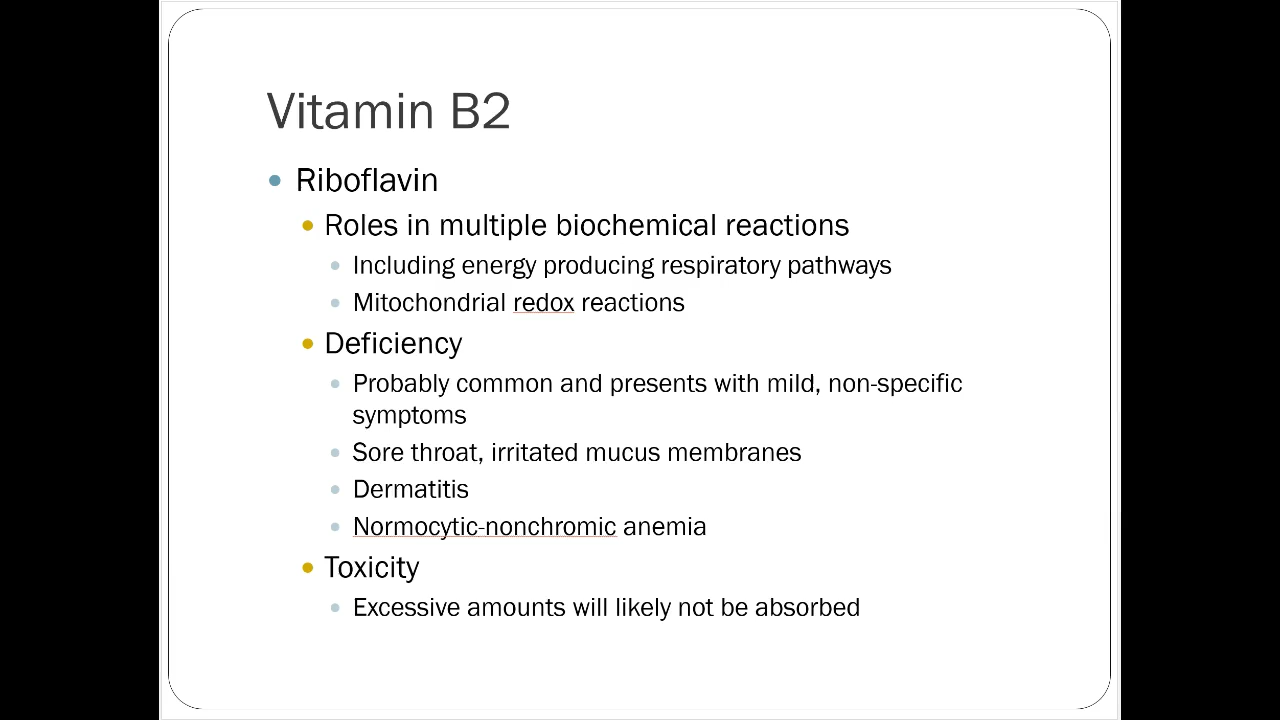 Vitamin B2
Riboflavin
Roles in multiple biochemical reactions
Including energy producing respiratory pathways
Mitochondrial redox reactions
Deficiency
Probably common and presents with mild, non-specific
symptoms
Sore throat, irritated mucus membranes
Dermatitis
Normocytic-nonchromic anemia
Toxicity
Excessive amounts will likely not be absorbed